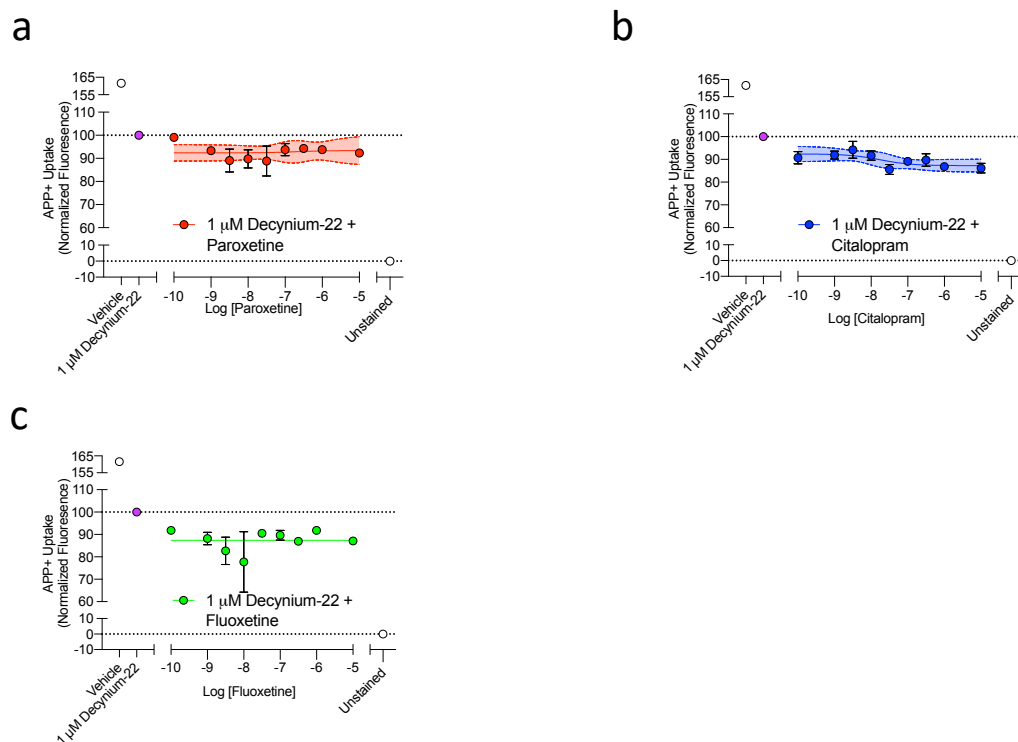 a
165
155
110
100
90
80
70
60
10
0
-10
APP+ Uptake
(Normalized Fluoresence)
1 μM Decynium-22 +
Paroxetine
-10 -9 -8 -7 -6 -5
Log [Paroxetine]
Vehicle
1 μM Decynium-22
Unstained
b
165
155
110
100
90
80
70
60
10
0
-10
APP+ Uptake
(Normalized Fluoresence)
1 μM Decynium-22 +
Citalopram
-10 -9 -8 -7 -6 -5
Log [Citalopram]
Vehicle
1 μM Decynium-22
Unstained
c
165
155
110
100
90
80
70
60
10
0
-10
APP+ Uptake
(Normalized Fluoresence)
1 μM Decynium-22 +
Fluoxetine
-10 -9 -8 -7 -6 -5
Log [Fluoxetine]
Vehicle
1 μM Decynium-22
Unstained